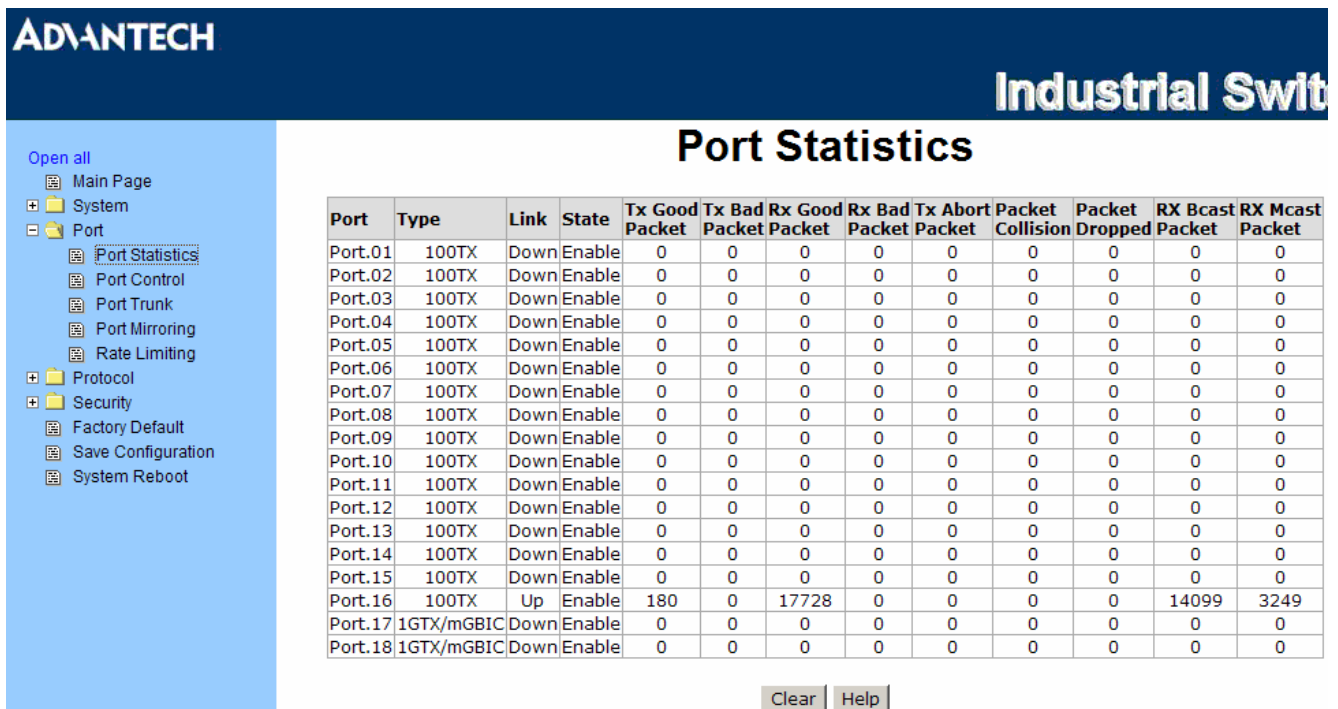 ADVANTECH
Industrial Swit
Open all
Main Page
System
Port
Port Statistics
Port Control
Port Trunk
Port Mirroring
Rate Limiting
Protocol
Security
Factory Default
Save Configuration
System Reboot
Port Statistics
Port Type Link State Tx Good Packet Tx Bad Packet Rx Good Packet Rx Bad Packet Tx Abort Packet Packet Collision Packet Dropped RX Bcast Packet RX Mcast Packet
Port.01 100TX Down Enable 0 0 0 0 0 0 0 0 0
Port.02 100TX Down Enable 0 0 0 0 0 0 0 0 0
Port.03 100TX Down Enable 0 0 0 0 0 0 0 0 0
Port.04 100TX Down Enable 0 0 0 0 0 0 0 0 0
Port.05 100TX Down Enable 0 0 0 0 0 0 0 0 0
Port.06 100TX Down Enable 0 0 0 0 0 0 0 0 0
Port.07 100TX Down Enable 0 0 0 0 0 0 0 0 0
Port.08 100TX Down Enable 0 0 0 0 0 0 0 0 0
Port.09 100TX Down Enable 0 0 0 0 0 0 0 0 0
Port.10 100TX Down Enable 0 0 0 0 0 0 0 0 0
Port.11 100TX Down Enable 0 0 0 0 0 0 0 0 0
Port.12 100TX Down Enable 0 0 0 0 0 0 0 0 0
Port.13 100TX Down Enable 0 0 0 0 0 0 0 0 0
Port.14 100TX Down Enable 0 0 0 0 0 0 0 0 0
Port.15 100TX Down Enable 0 0 0 0 0 0 0 0 0
Port.16 100TX Up Enable 180 0 17728 0 0 0 0 14099 3249
Port.17 1GTX/mGBIC Down Enable 0 0 0 0 0 0 0 0 0
Port.18 1GTX/mGBIC Down Enable 0 0 0 0 0 0 0 0 0
Clear Help